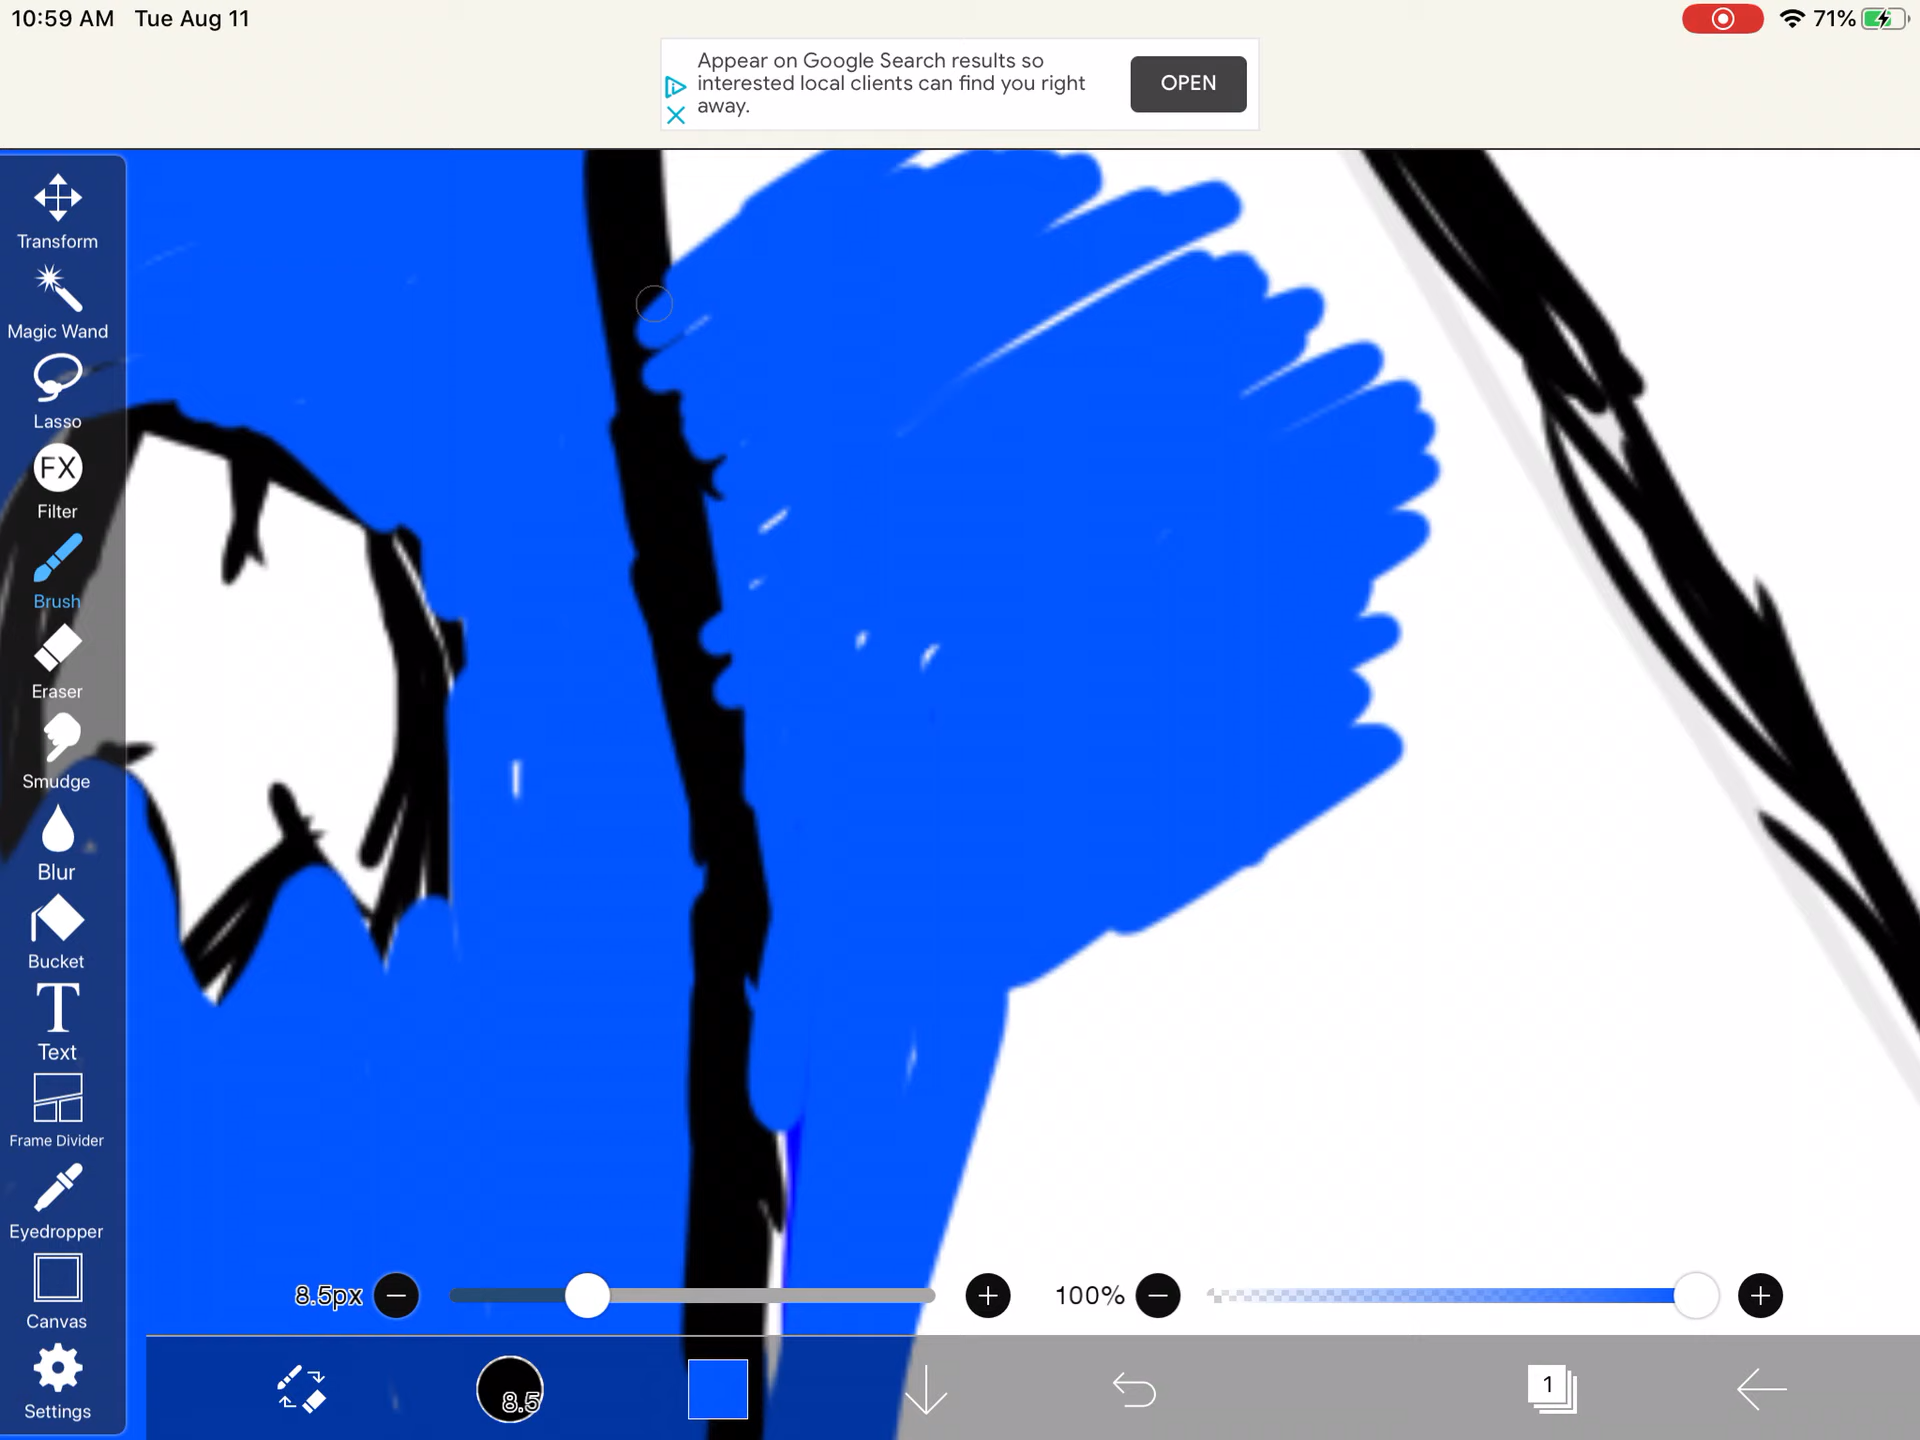 10:59 AM Tue Aug 11
71%
Appear on Google Search results so
interested local clients can find you right
away.
OPEN
Transform
Magic Wand
Lasso
FX
Filter
Brush
Eraser
Smudge
Blur
Bucket
T
Text
Frame Divider
Eyedropper
Canvas
Settings
8.5px
100%
8.5
1